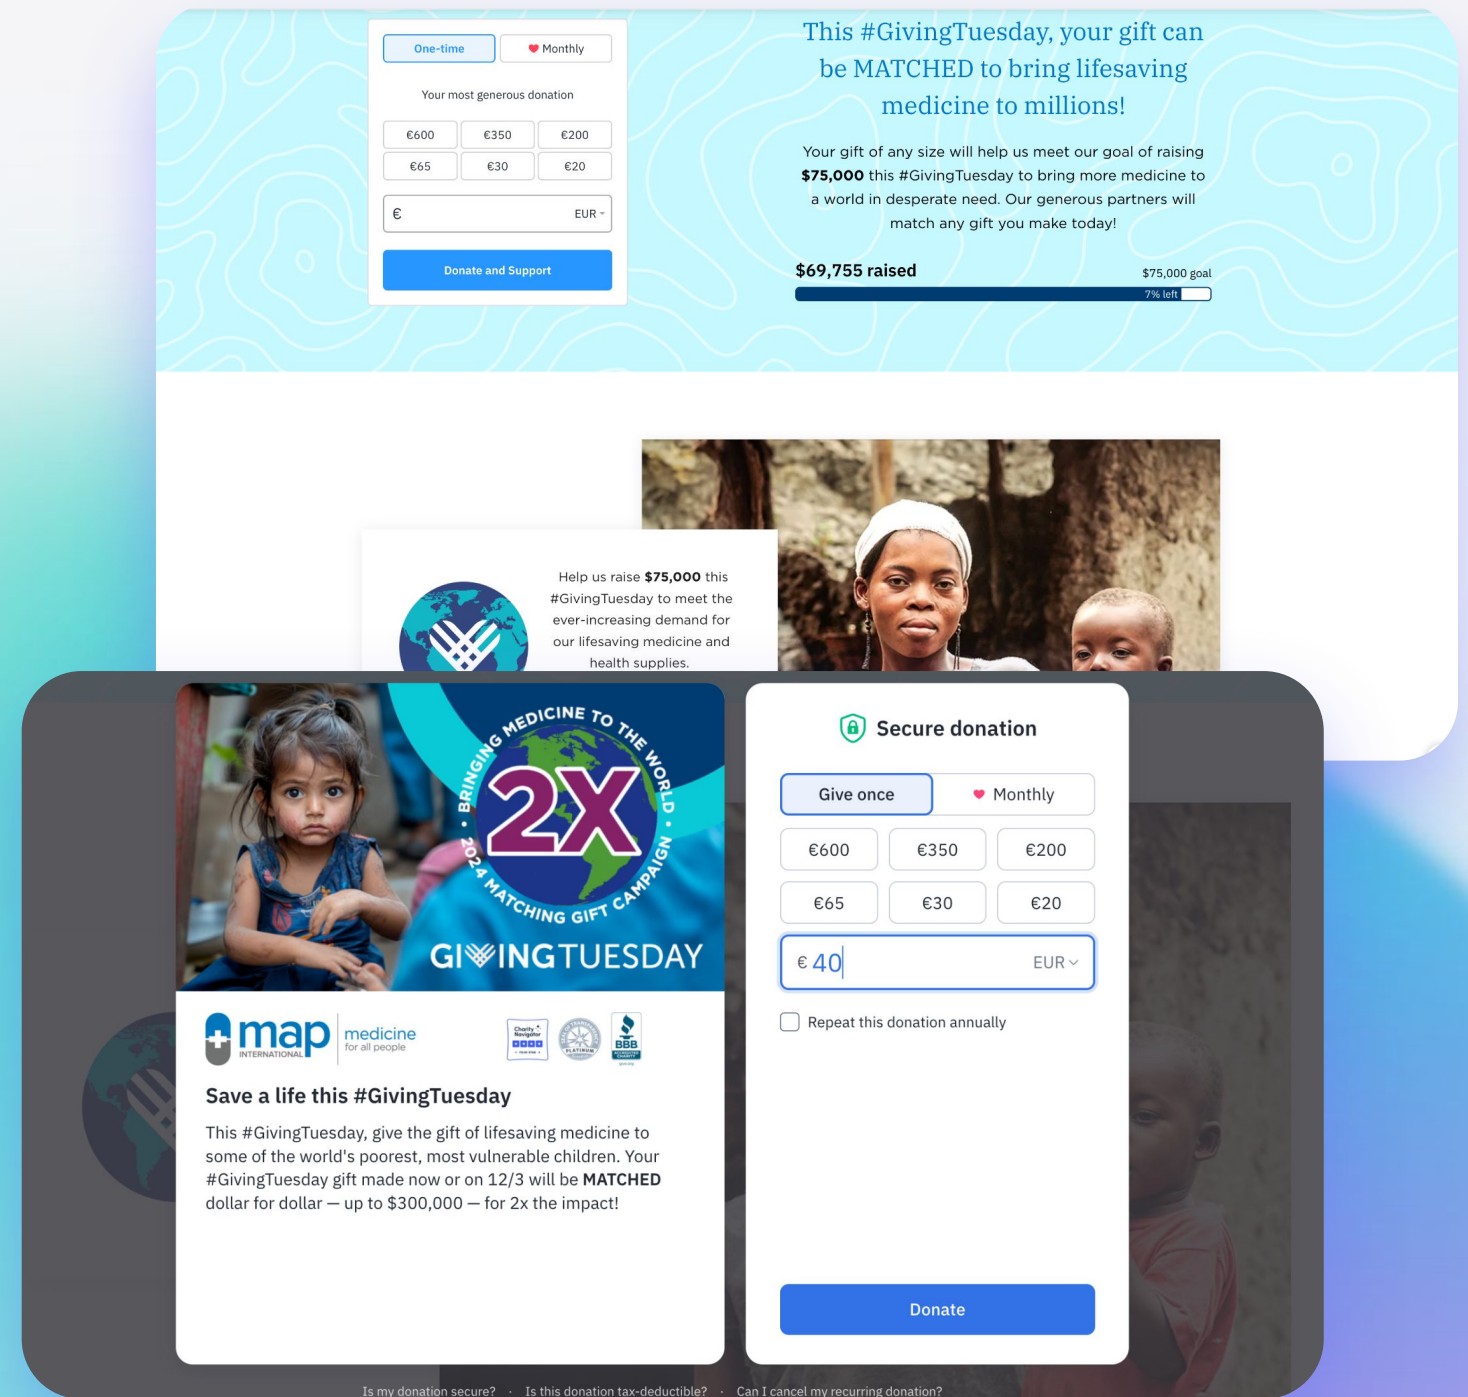 One-time
Monthly
Your most generous donation
€600 €350 €200
€65 €30 €20
€ EUR
Donate and Support
This #GivingTuesday, your gift can
be MATCHED to bring lifesaving
medicine to millions!
Your gift of any size will help us meet our goal of raising
$75,000 this #GivingTuesday to bring more medicine to
a world in desperate need. Our generous partners will
match any gift you make today!
$69,755 raised
$75,000 goal
7% left
Help us raise $75,000 this
#GivingTuesday to meet the
ever-increasing demand for
our lifesaving medicine and
health supplies.
BRINGING MEDICINE TO THE WORLD
2X
2024 MATCHING GIFT CAMPAIGN
GIVINGTUESDAY
map
INTERNATIONAL
medicine
for all people
Charity
Navigator
PLATINUM
BBB
ACCREDITED
CHARITY
Save a life this #GivingTuesday
This #GivingTuesday, give the gift of lifesaving medicine to
some of the world's poorest, most vulnerable children. Your
#GivingTuesday gift made now or on 12/3 will be MATCHED
dollar for dollar — up to $300,000 — for 2x the impact!
Secure donation
Give once
Monthly
€600 €350 €200
€65 €30 €20
€ 40 EUR
Repeat this donation annually
Donate
Is my donation secure? · Is this donation tax-deductible? · Can I cancel my recurring donation?